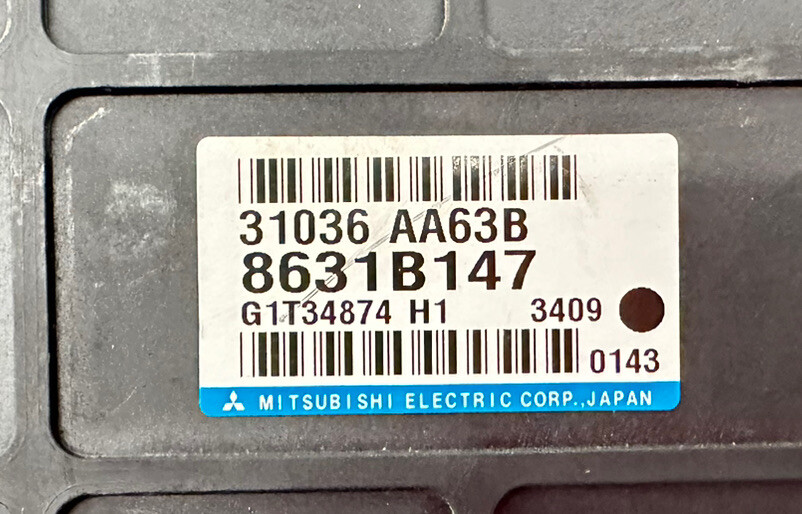 31036 AA63B
8631B147
G1T34874 H1 3409
0143
MITSUBISHI ELECTRIC CORP.,JAPAN